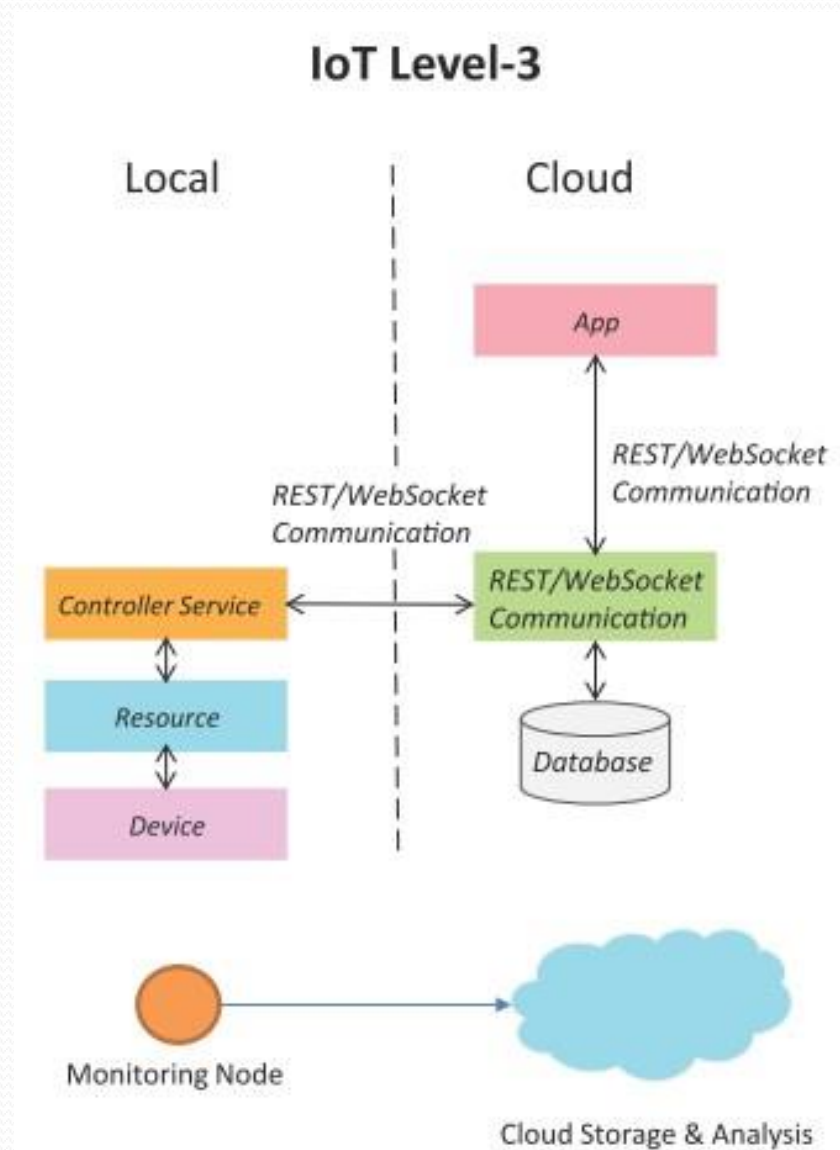 IoT Level-3
Local
Cloud
App
REST/WebSocket
Communication
REST/WebSocket
Communication
Controller Service
REST/WebSocket
Communication
Resource
Database
Device
Monitoring Node
Cloud Storage & Analysis